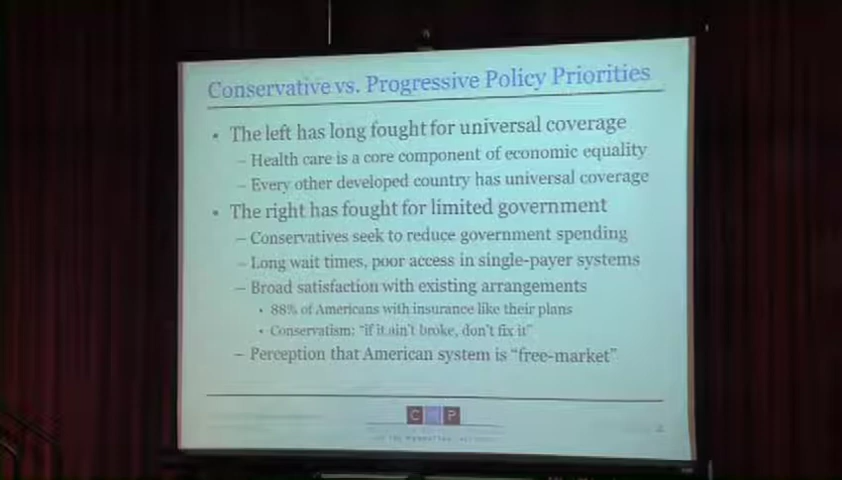 Conservative vs. Progressive Policy Priorities
• The left has long fought for universal coverage
– Health care is a core component of economic equality
– Every other developed country has universal coverage
• The right has fought for limited government
– Conservatives seek to reduce government spending
– Long wait times, poor access in single-payer systems
– Broad satisfaction with existing arrangements
• 88% of Americans with insurance like their plans
• Conservatism: "if it ain't broke, don't fix it"
– Perception that American system is "free-market"
C M P